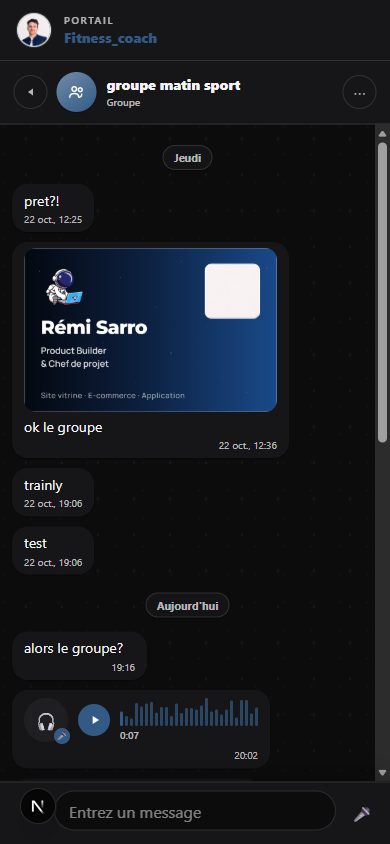 PORTAIL
Fitness_coach
groupe matin sport
Groupe
...
Jeudi
pret?!
22 oct., 12:25
Rémi Sarro
Product Builder
& Chef de projet
Site vitrine · E-commerce · Application
ok le groupe
22 oct., 12:36
trainly
22 oct., 19:06
test
22 oct., 19:06
Aujourd'hui
alors le groupe?
19:16
0:07
20:02
N
Entrez un message